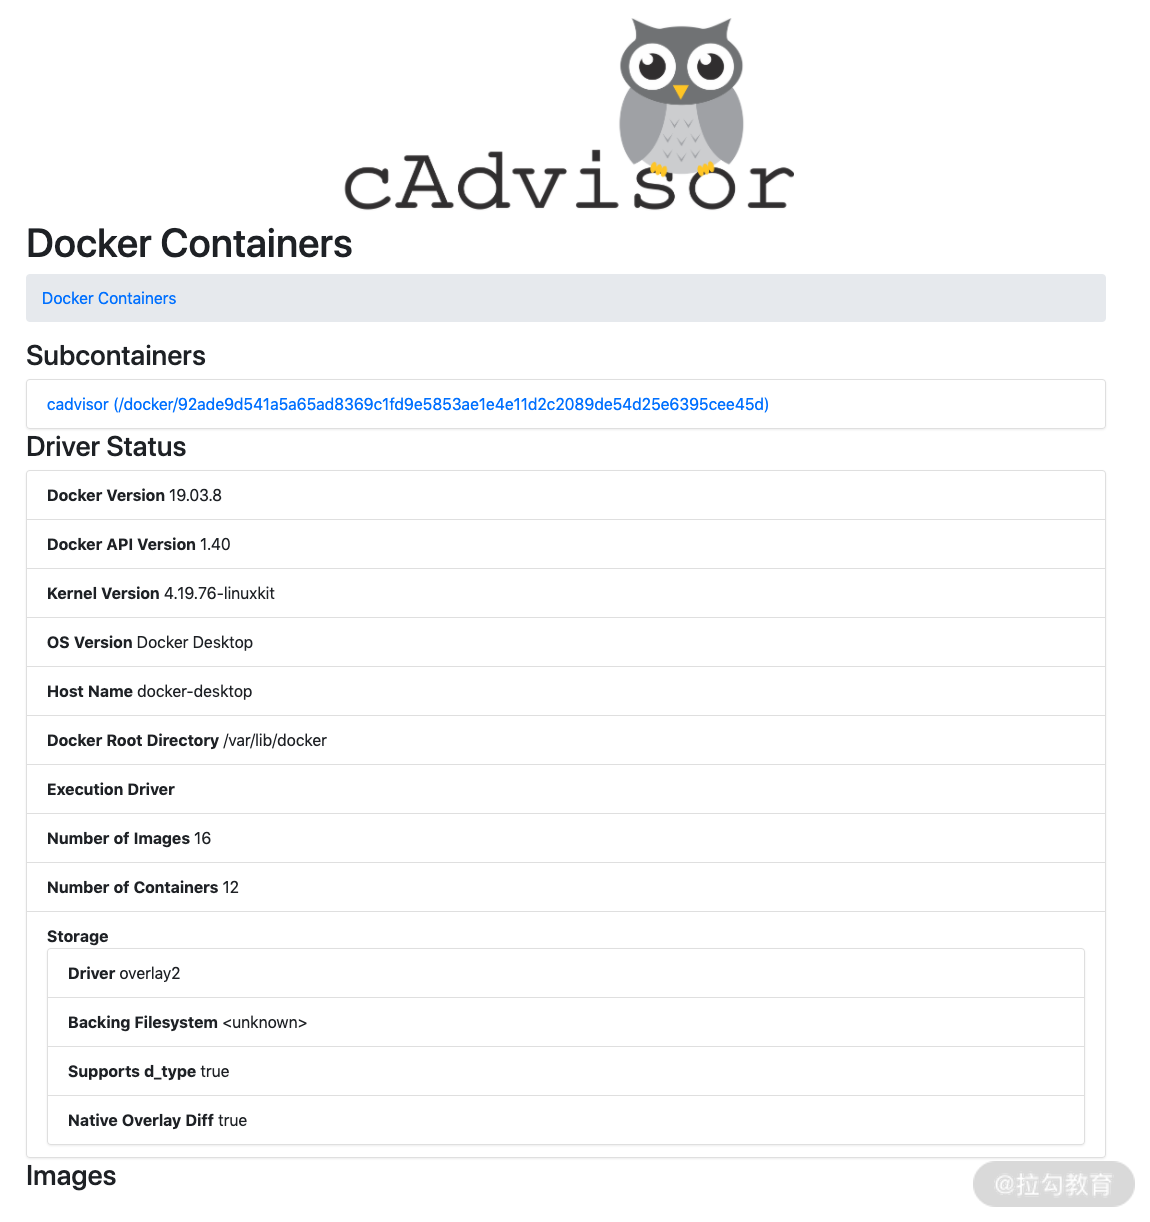 cAdvisor
Docker Containers
Docker Containers
Subcontainers
cadvisor (/docker/92ade9d541a5a65ad8369c1fd9e5853ae1e4e11d2c2089de54d25e6395cee45d)
Driver Status
Docker Version 19.03.8
Docker API Version 1.40
Kernel Version 4.19.76-linuxkit
OS Version Docker Desktop
Host Name docker-desktop
Docker Root Directory /var/lib/docker
Execution Driver
Number of Images 16
Number of Containers 12
Storage
Driver overlay2
Backing Filesystem <unknown>
Supports d_type true
Native Overlay Diff true
Images
@拉勾教育